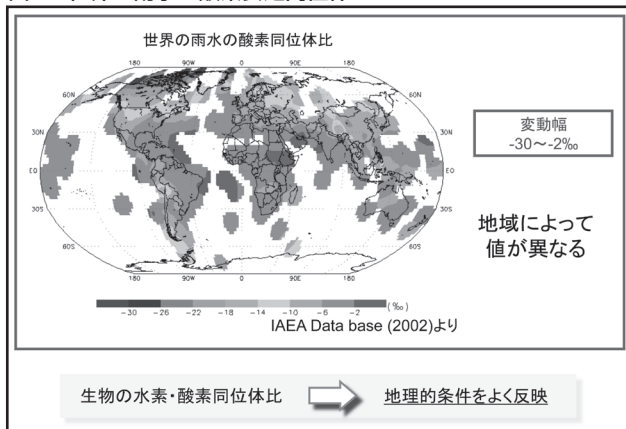 世界の雨水の酸素同位体比
180 90W 0 90E 180
60N 60N
30N 30N
EQ EQ
30S 30S
60S 60S
180 90W 0 90E 180
-30 -26 -22 -18 -14 -10 -6 -2 (‰)
IAEA Data base (2002)より
変動幅
-30〜-2‰
地域によって
値が異なる
生物の水素・酸素同位体比 地理的条件をよく反映